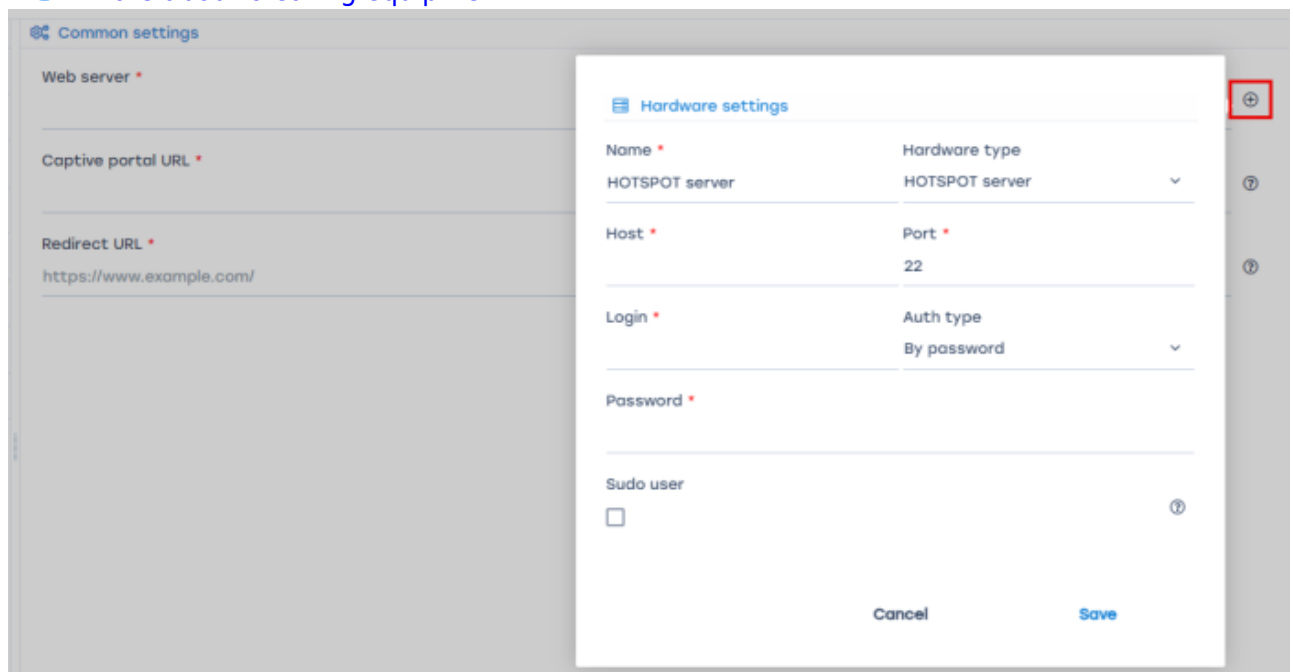 Common settings
Web server *
Captive portal URL *
Redirect URL *
https://www.example.com/
Hardware settings
Name *
Hardware type
HOTSPOT server
HOTSPOT server
Host *
Port *
22
Login *
Auth type
By password
Password *
Sudo user
Cancel
Save